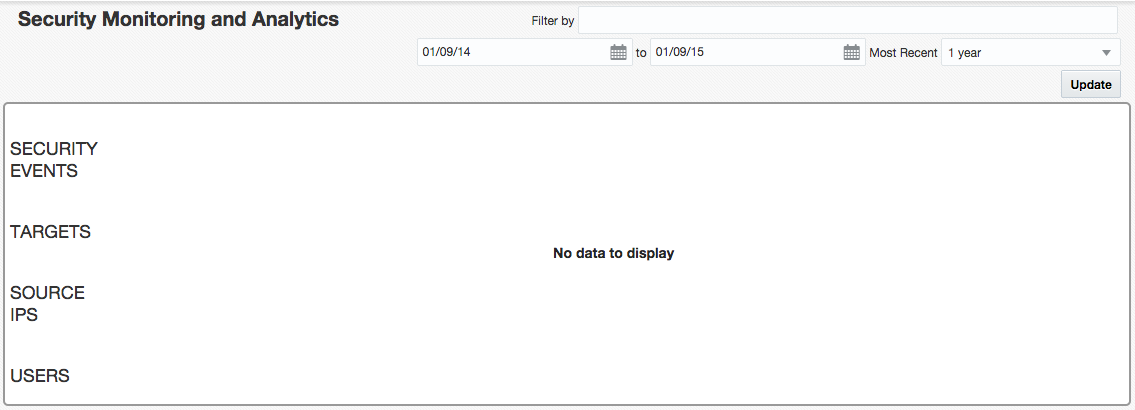 Security Monitoring and Analytics
Filter by
01/09/14 to 01/09/15 Most Recent 1 year
Update
SECURITY
EVENTS
TARGETS
No data to display
SOURCE
IPS
USERS